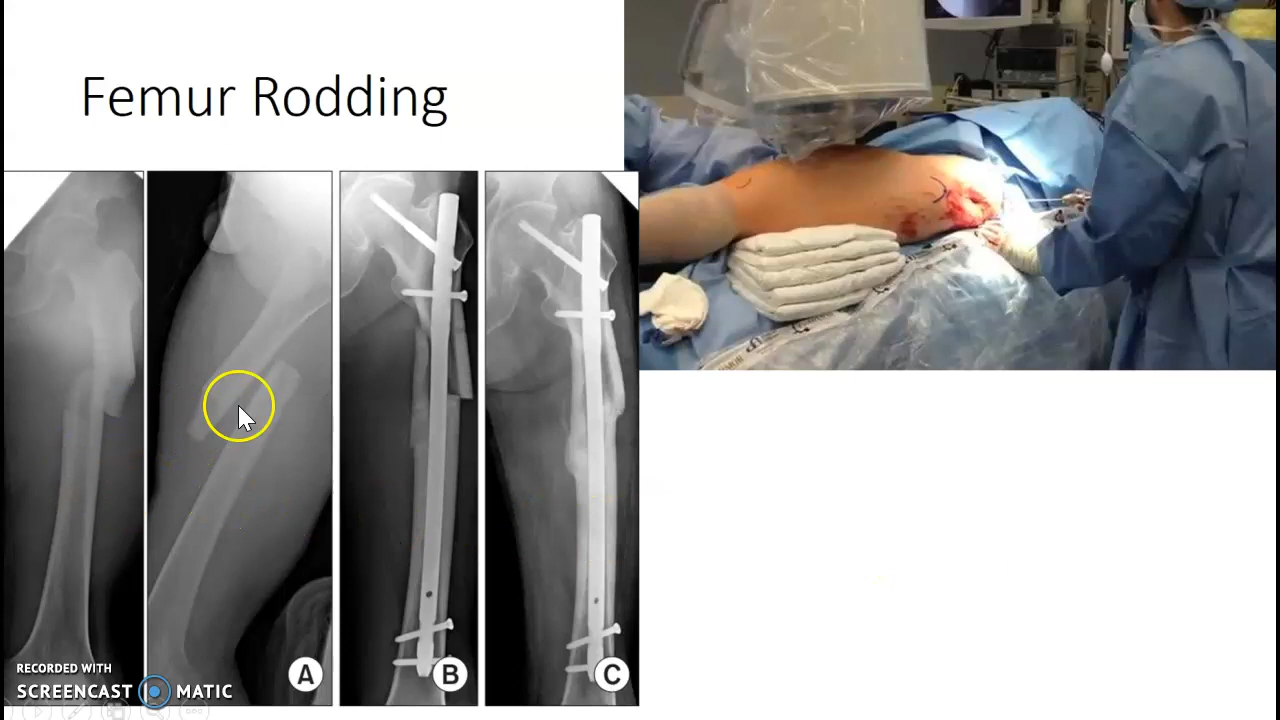 Femur Rodding
A
B
C
RECORDED WITH
SCREENCAST MATIC